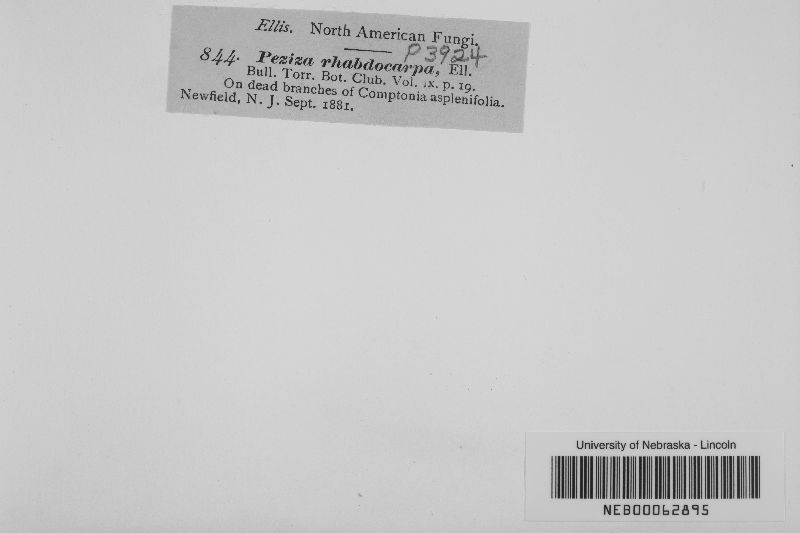 Ellis. North American Fungi.
P3924
844. Peziza rhabdocarpa, Ell.
Bull. Torr. Bot. Club. Vol. ix. p. 19.
On dead branches of Comptonia asplenifolia.
Newfield, N. J. Sept. 1881.
University of Nebraska - Lincoln
NEB00062895